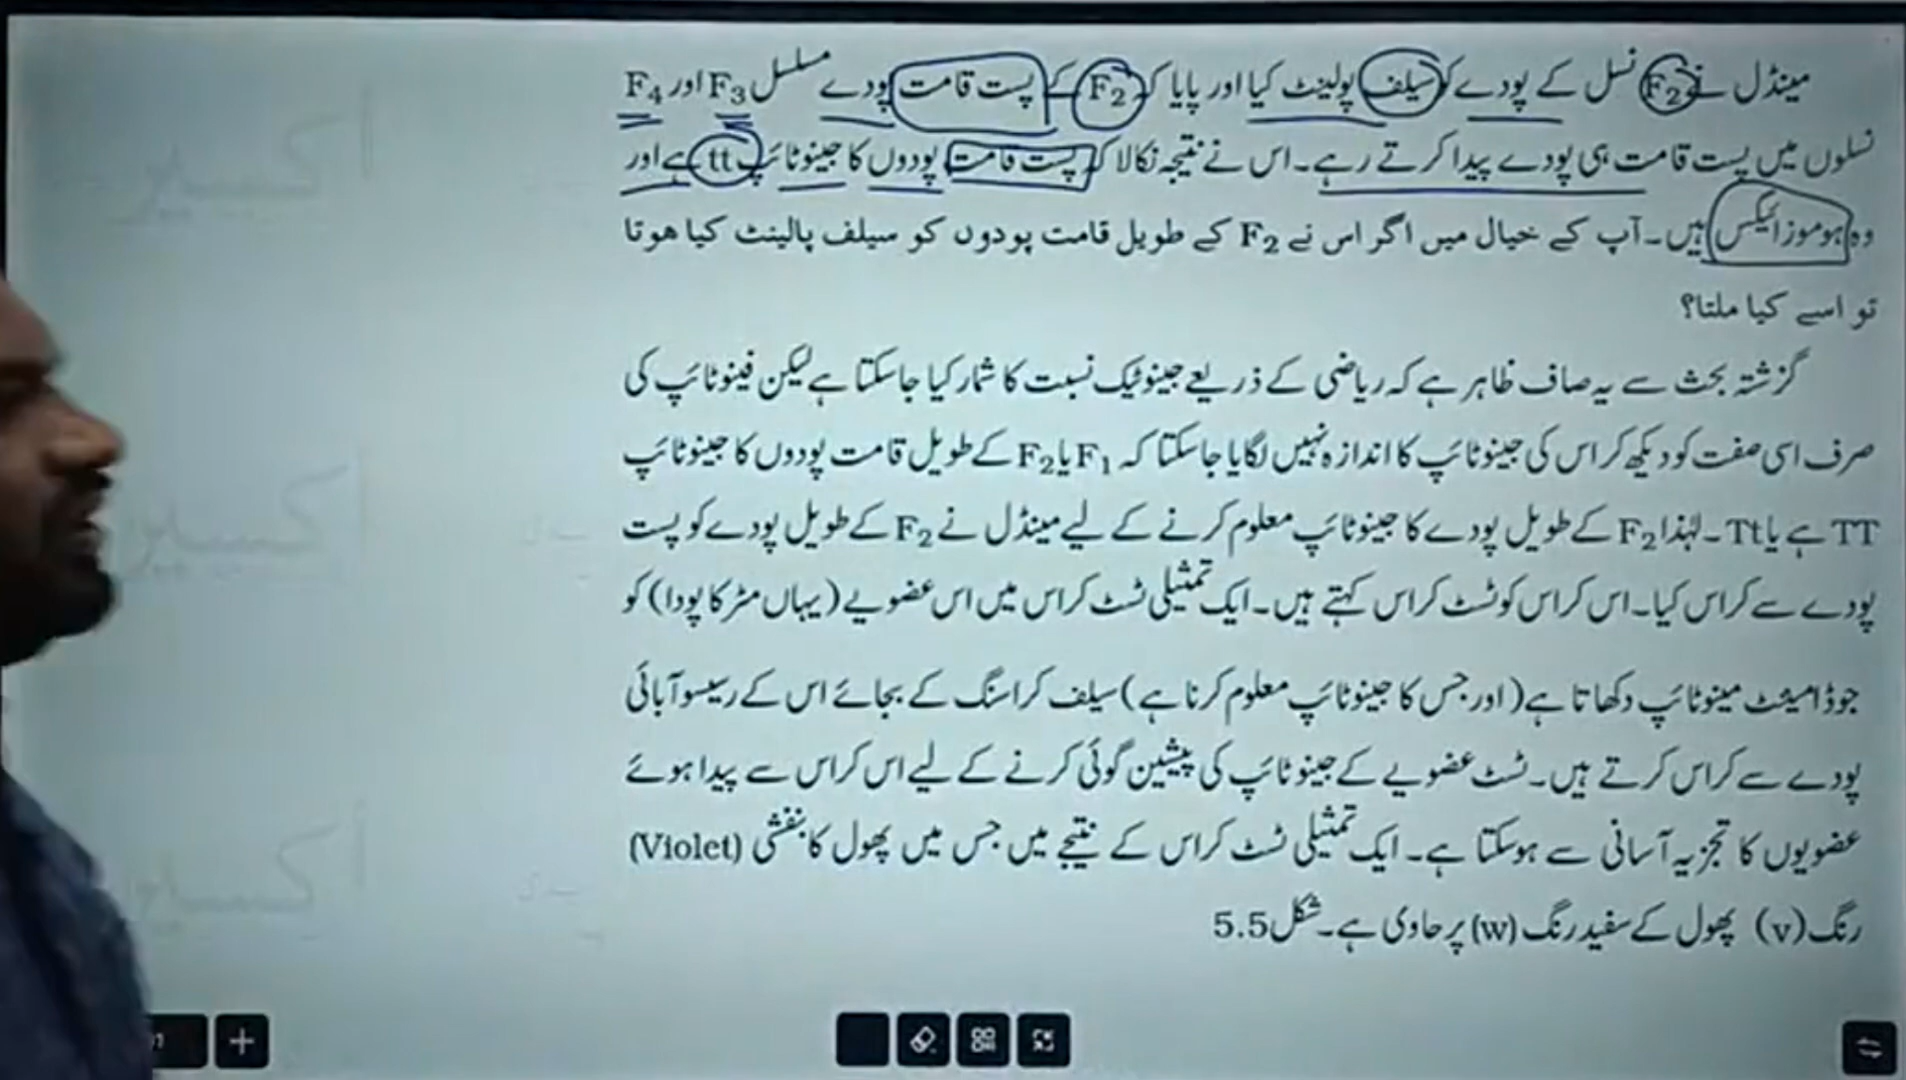 مینڈل نے F2 نسل کے پودے کو سیلف پولینٹ کیا اور پایا کہ F2 کے پست قامت پودے مسلسل F3 اور F4
نسلوں میں پست قامت ہی پودے پیدا کرتے رہے۔ اس نے نتیجہ نکالا کہ پست قامت پودوں کا جینوٹائپ tt ہے اور
وہ ہوموزائیکس ہیں۔ آپ کے خیال میں اگر اس نے F2 کے طویل قامت پودوں کو سیلف پالینٹ کیا ہوتا
تو اسے کیا ملتا؟
گزشتہ بحث سے یہ صاف ظاہر ہے کہ ریاضی کے ذریعے جینوٹیک نسبت کا شمار کیا جاسکتا ہے لیکن فینوٹائپ کی
صرف اسی صفت کو دیکھ کر اس کی جینوٹائپ کا اندازہ نہیں لگایا جاسکتا کہ F1 یا F2 کے طویل قامت پودوں کا جینوٹائپ
TT ہے یا Tt۔ لہٰذا F2 کے طویل پودے کا جینوٹائپ معلوم کرنے کے لیے مینڈل نے F2 کے طویل پودے کو پست
پودے سے کراس کیا۔ اس کراس کو ٹسٹ کراس کہتے ہیں۔ ایک تمثیلی ٹسٹ کراس میں اس عضویے (یہاں مٹر کا پودا) کو
جو ڈامیننٹ مینوٹائپ دکھاتا ہے (اور جس کا جینوٹائپ معلوم کرنا ہے) سیلف کراسنگ کے بجائے اس کے ریسسو آبائی
پودے سے کراس کرتے ہیں۔ ٹسٹ عضویے کے جینوٹائپ کی پیشین گوئی کرنے کے لیے اس کراس سے پیدا ہوئے
عضویوں کا تجزیہ آسانی سے ہوسکتا ہے۔ ایک تمثیلی ٹسٹ کراس کے نتیجے میں جس میں پھول کا بنفشی (Violet)
رنگ (v) پھول کے سفید رنگ (w) پر حاوی ہے۔ شکل 5.5